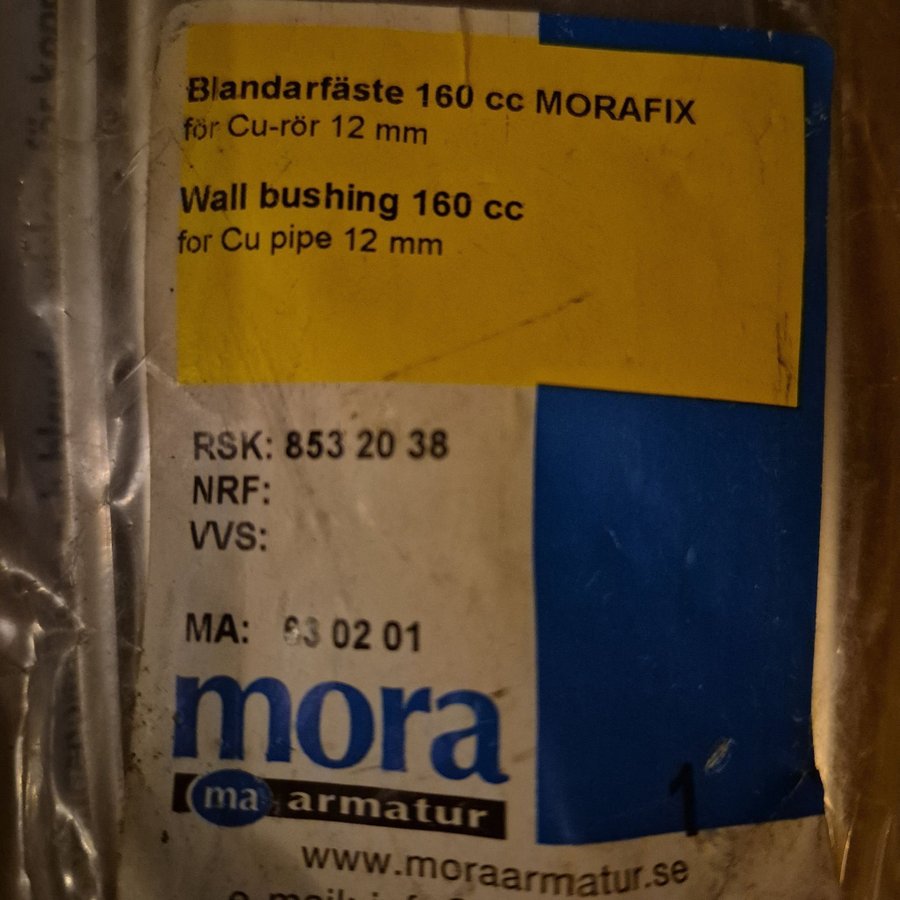 Blandarfäste 160 cc MORAFIX
för Cu-rör 12 mm
Wall bushing 160 cc
for Cu pipe 12 mm
RSK: 853 20 38
NRF:
VVS:
MA: 63 02 01
mora
ma armatur
1
www.moraarmatur.se